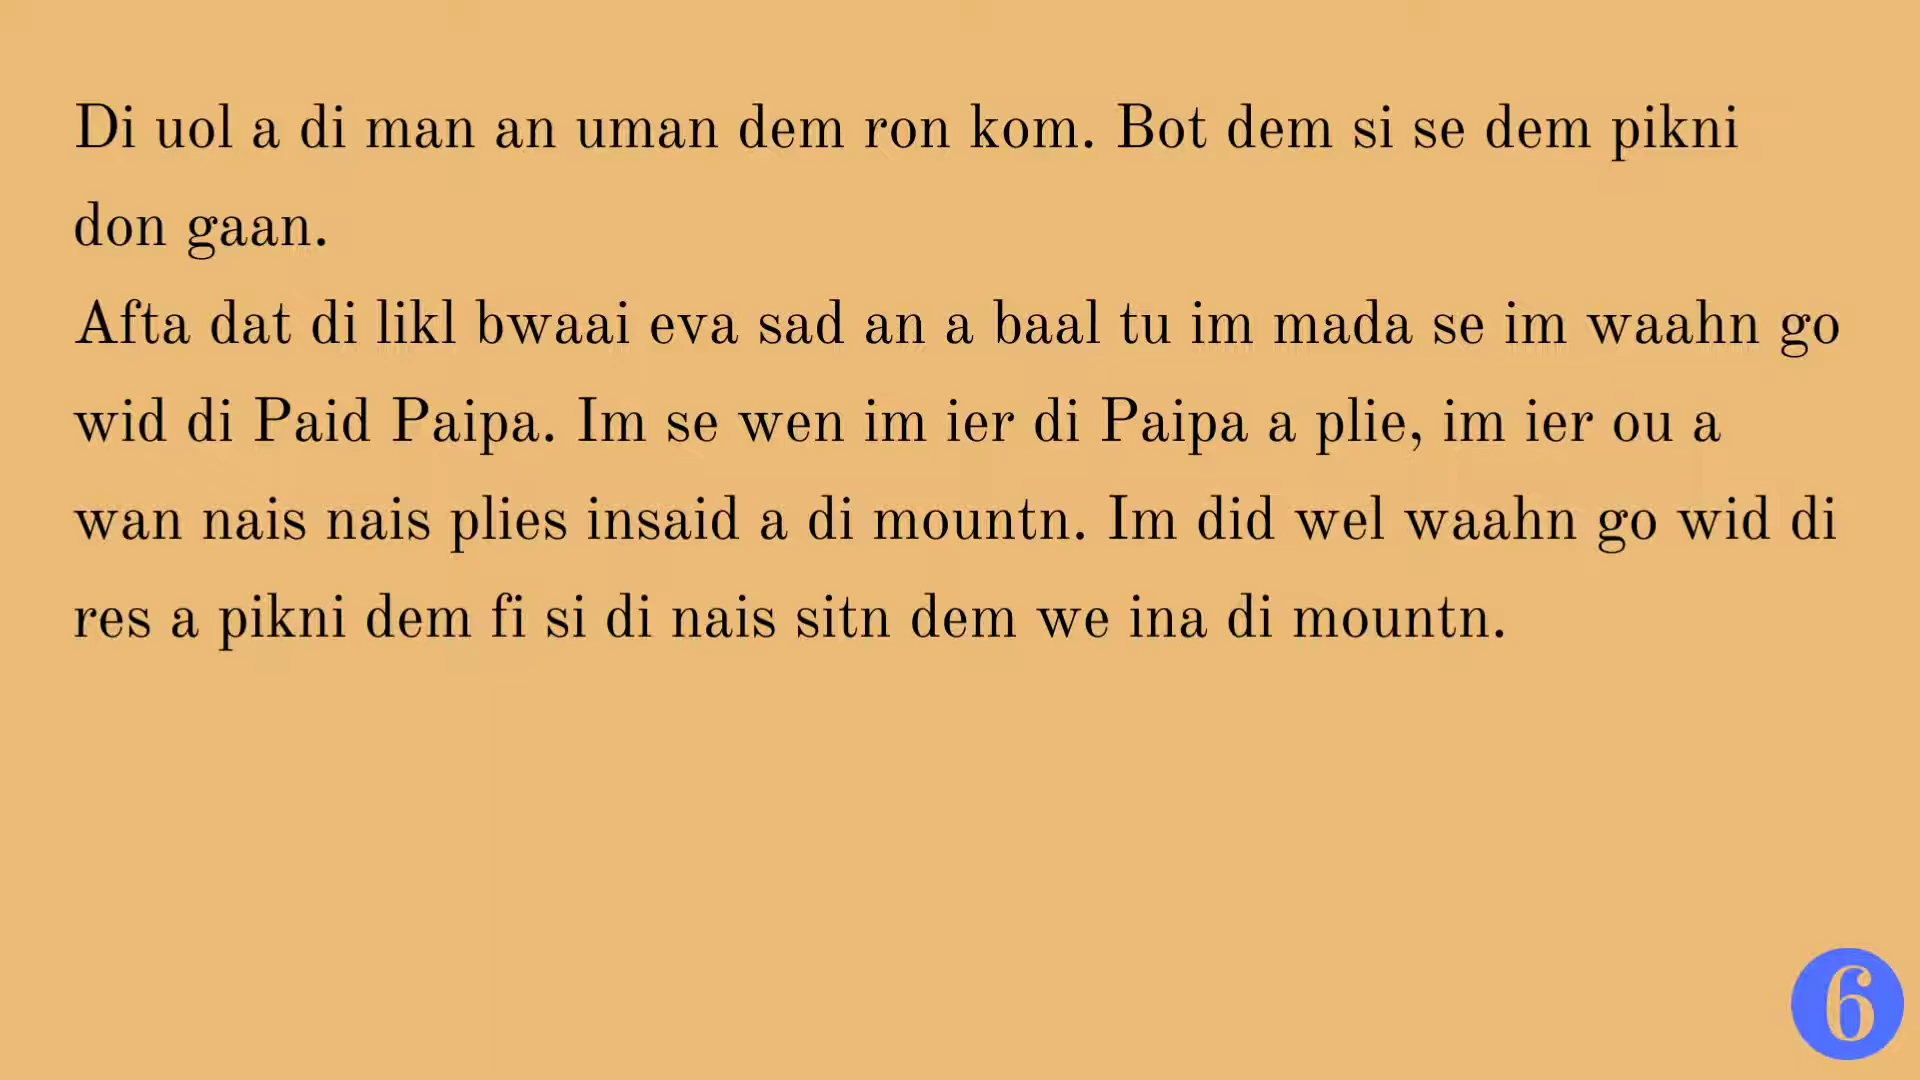 Di uol a di man an uman dem ron kom. Bot dem si se dem pikni
don gaan.
Afta dat di likl bwaai eva sad an a baal tu im mada se im waahn go
wid di Paid Paipa. Im se wen im ier di Paipa a plie, im ier ou a
wan nais nais plies insaid a di mountn. Im did wel waahn go wid di
res a pikni dem fi si di nais sitn dem we ina di mountn.
6